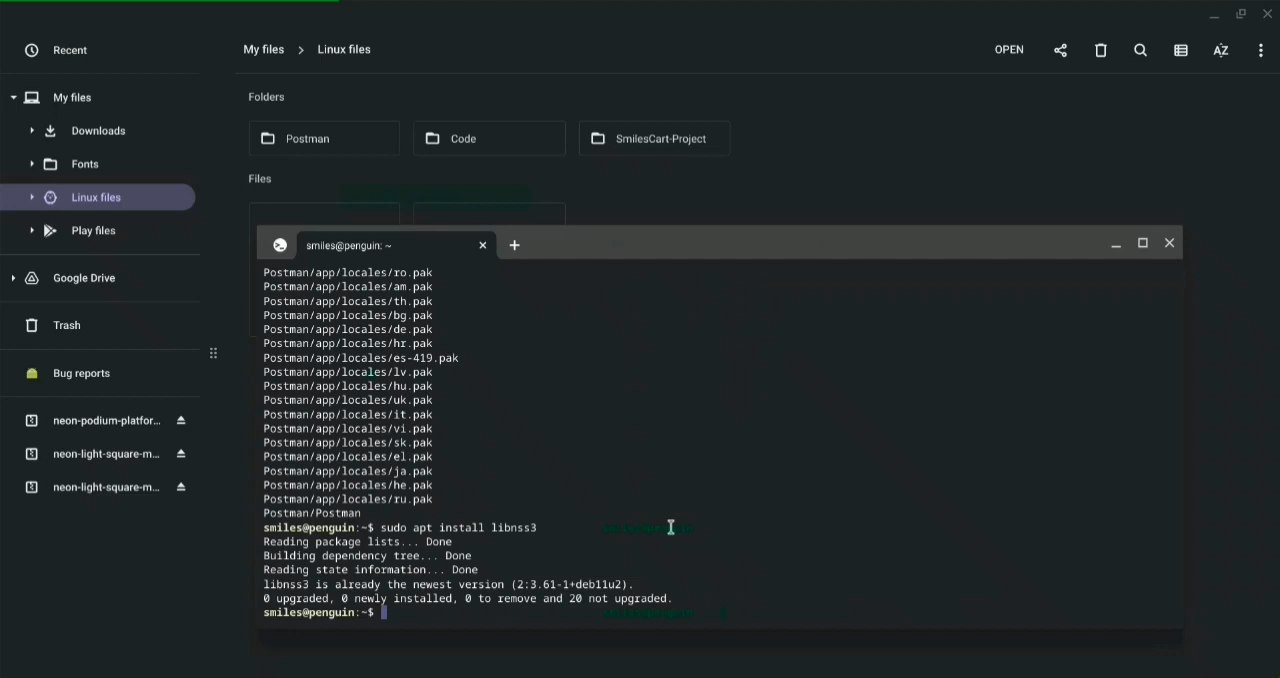 Recent
My files
Downloads
Fonts
Linux files
Play files
Google Drive
Trash
Bug reports
neon-podium-platfor...
neon-light-square-m...
neon-light-square-m...
My files > Linux files
OPEN
AZ
Folders
Postman
Code
SmilesCart-Project
Files
smiles@penguin: ~
Postman/app/locales/ro.pak
Postman/app/locales/am.pak
Postman/app/locales/th.pak
Postman/app/locales/bg.pak
Postman/app/locales/de.pak
Postman/app/locales/hr.pak
Postman/app/locales/es-419.pak
Postman/app/locales/lv.pak
Postman/app/locales/hu.pak
Postman/app/locales/uk.pak
Postman/app/locales/it.pak
Postman/app/locales/vi.pak
Postman/app/locales/sk.pak
Postman/app/locales/el.pak
Postman/app/locales/ja.pak
Postman/app/locales/he.pak
Postman/app/locales/ru.pak
Postman/Postman
smiles@penguin:~$ sudo apt install libnss3
Reading package lists... Done
Building dependency tree... Done
Reading state information... Done
libnss3 is already the newest version (2:3.61-1+deb11u2).
0 upgraded, 0 newly installed, 0 to remove and 20 not upgraded.
smiles@penguin:~$